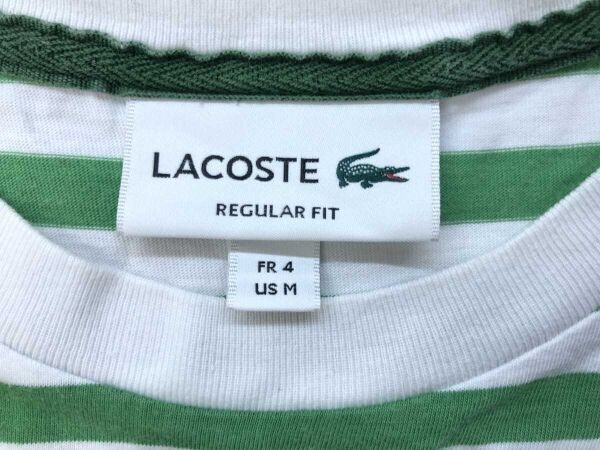 LACOSTE
REGULAR FIT
FR 4
US M